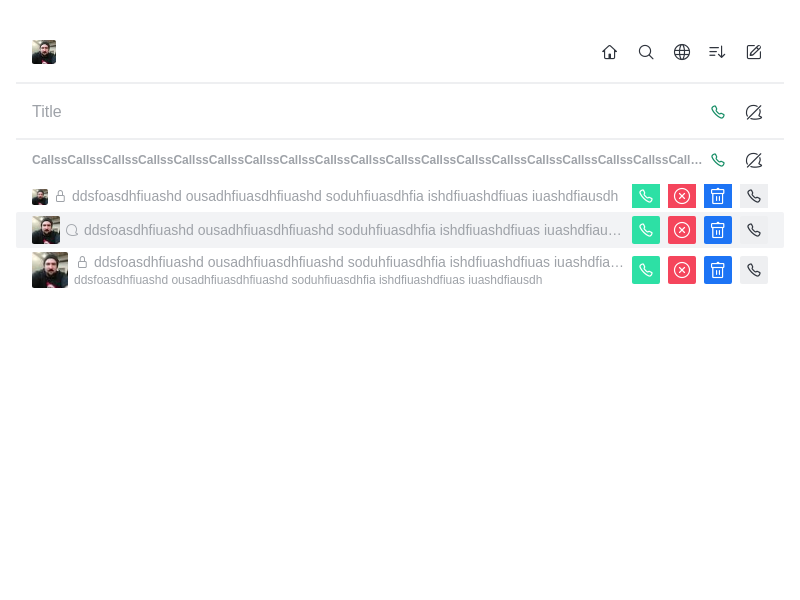 Title
CallssCallssCallssCallssCallssCallssCallssCallssCallssCallssCallssCallssCallssCallssCallssCallssCallssCallssCall…
ddsfoasdhfiuashd ousadhfiuasdhfiuashd soduhfiuasdhfia ishdfiuashdfiuas iuashdfiausdh
ddsfoasdhfiuashd ousadhfiuasdhfiuashd soduhfiuasdhfia ishdfiuashdfiuas iuashdfiau…
ddsfoasdhfiuashd ousadhfiuasdhfiuashd soduhfiuasdhfia ishdfiuashdfiuas iuashdfia…
ddsfoasdhfiuashd ousadhfiuasdhfiuashd soduhfiuasdhfia ishdfiuashdfiuas iuashdfiausdh